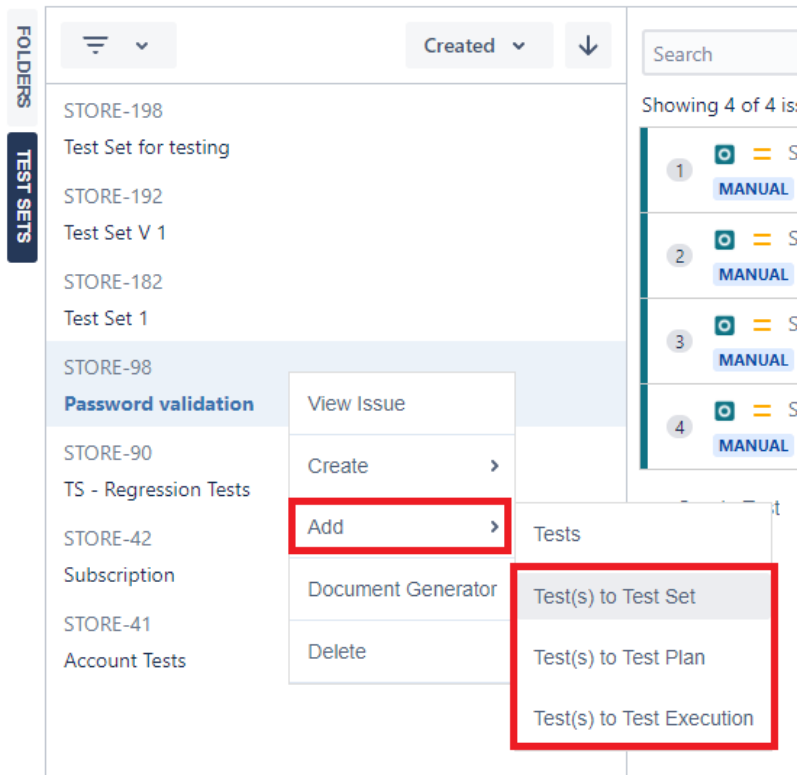 FOLDERS
TEST SETS
Created
STORE-198
Test Set for testing
STORE-192
Test Set V 1
STORE-182
Test Set 1
STORE-98
Password validation
STORE-90
TS - Regression Tests
STORE-42
Subscription
STORE-41
Account Tests
View Issue
Create
Add
Document Generator
Delete
Tests
Test(s) to Test Set
Test(s) to Test Plan
Test(s) to Test Execution
Search
Showing 4 of 4 is
1
S
MANUAL
2
S
MANUAL
3
S
MANUAL
4
S
MANUAL